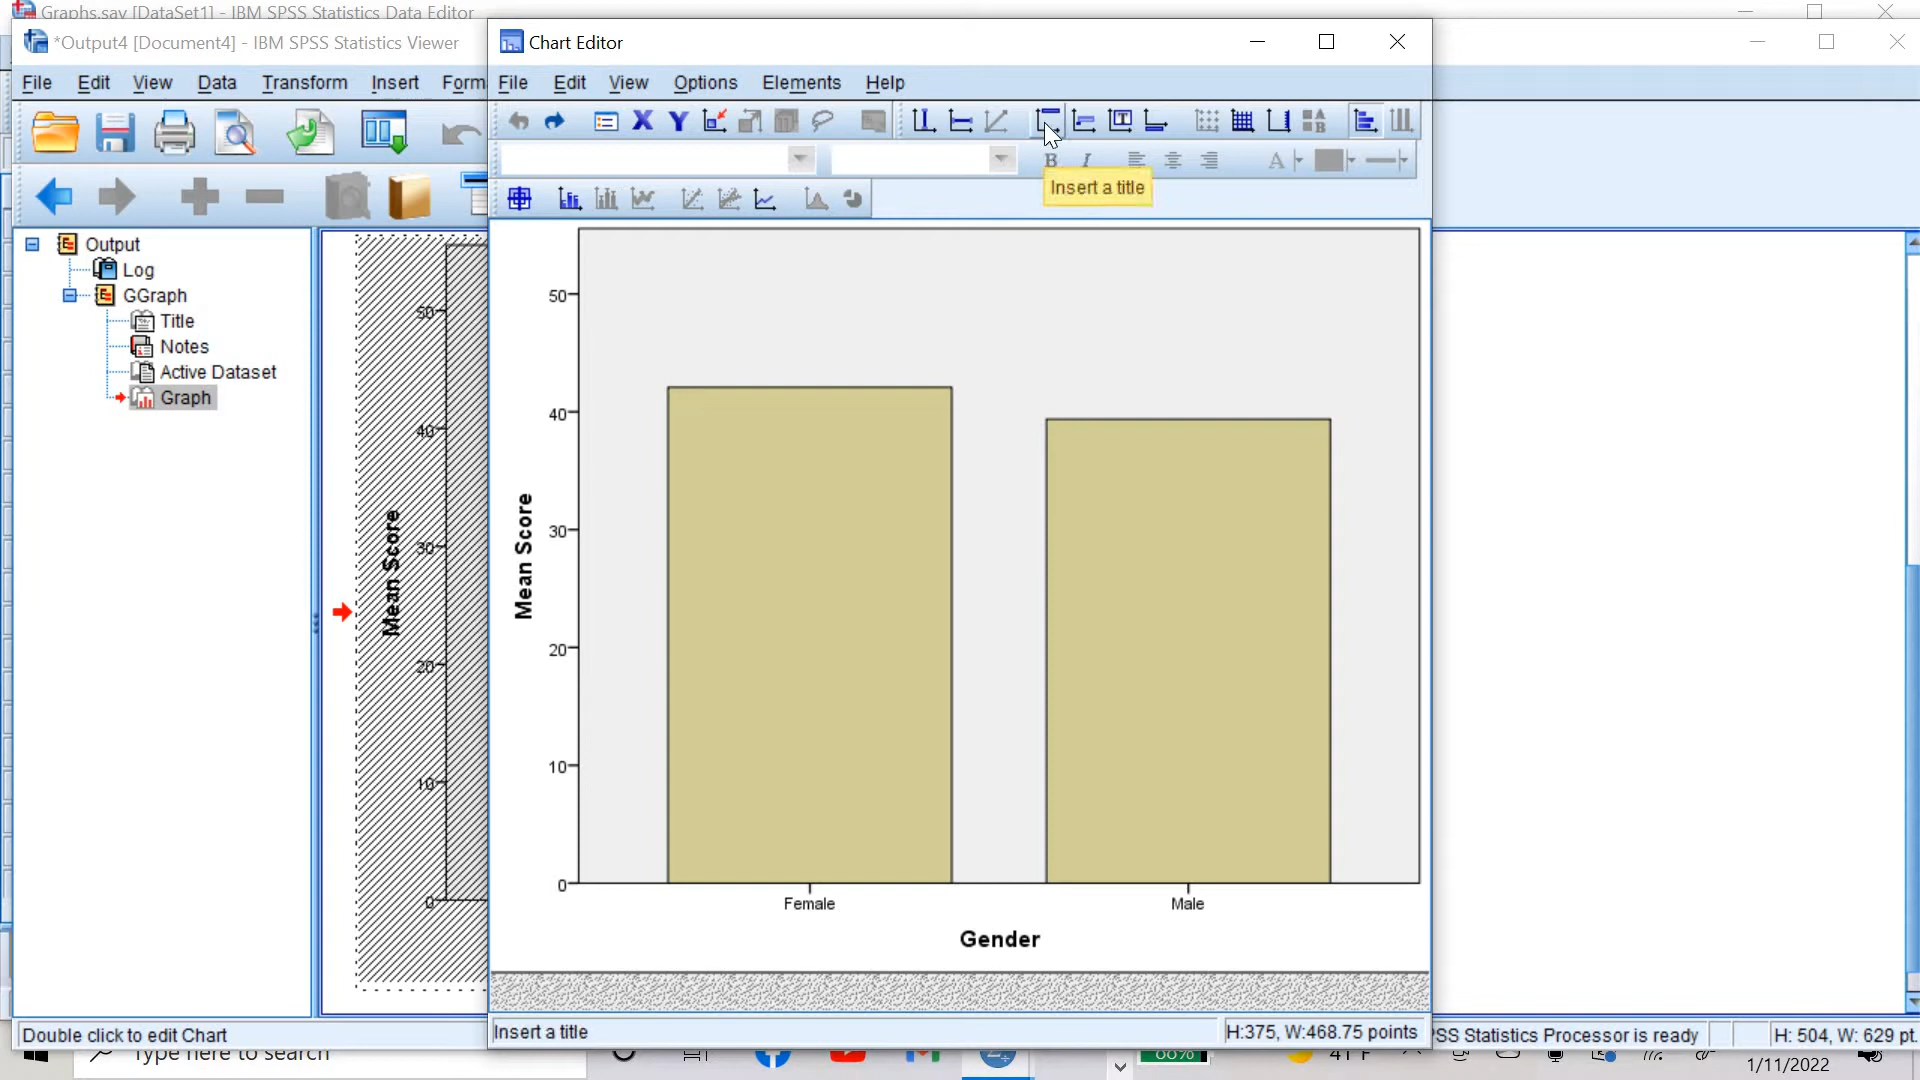 Graphs.sav [DataSet1] - IBM SPSS Statistics Data Editor
*Output4 [Document4] - IBM SPSS Statistics Viewer
Chart Editor
File Edit View Data Transform Insert Form
File Edit View Options Elements Help
X Y
T
A B
B I A
Insert a title
Output
Log
GGraph
Title
Notes
Active Dataset
Graph
50
40
30
20
10
0
Mean Score
50
40
30
20
10
0
Mean Score
Female Male
Gender
Double click to edit Chart
Insert a title
H:375, W:468.75 points
PSS Statistics Processor is ready
H: 504, W: 629 pt.
Type here to search
66%
41°F
1/11/2022